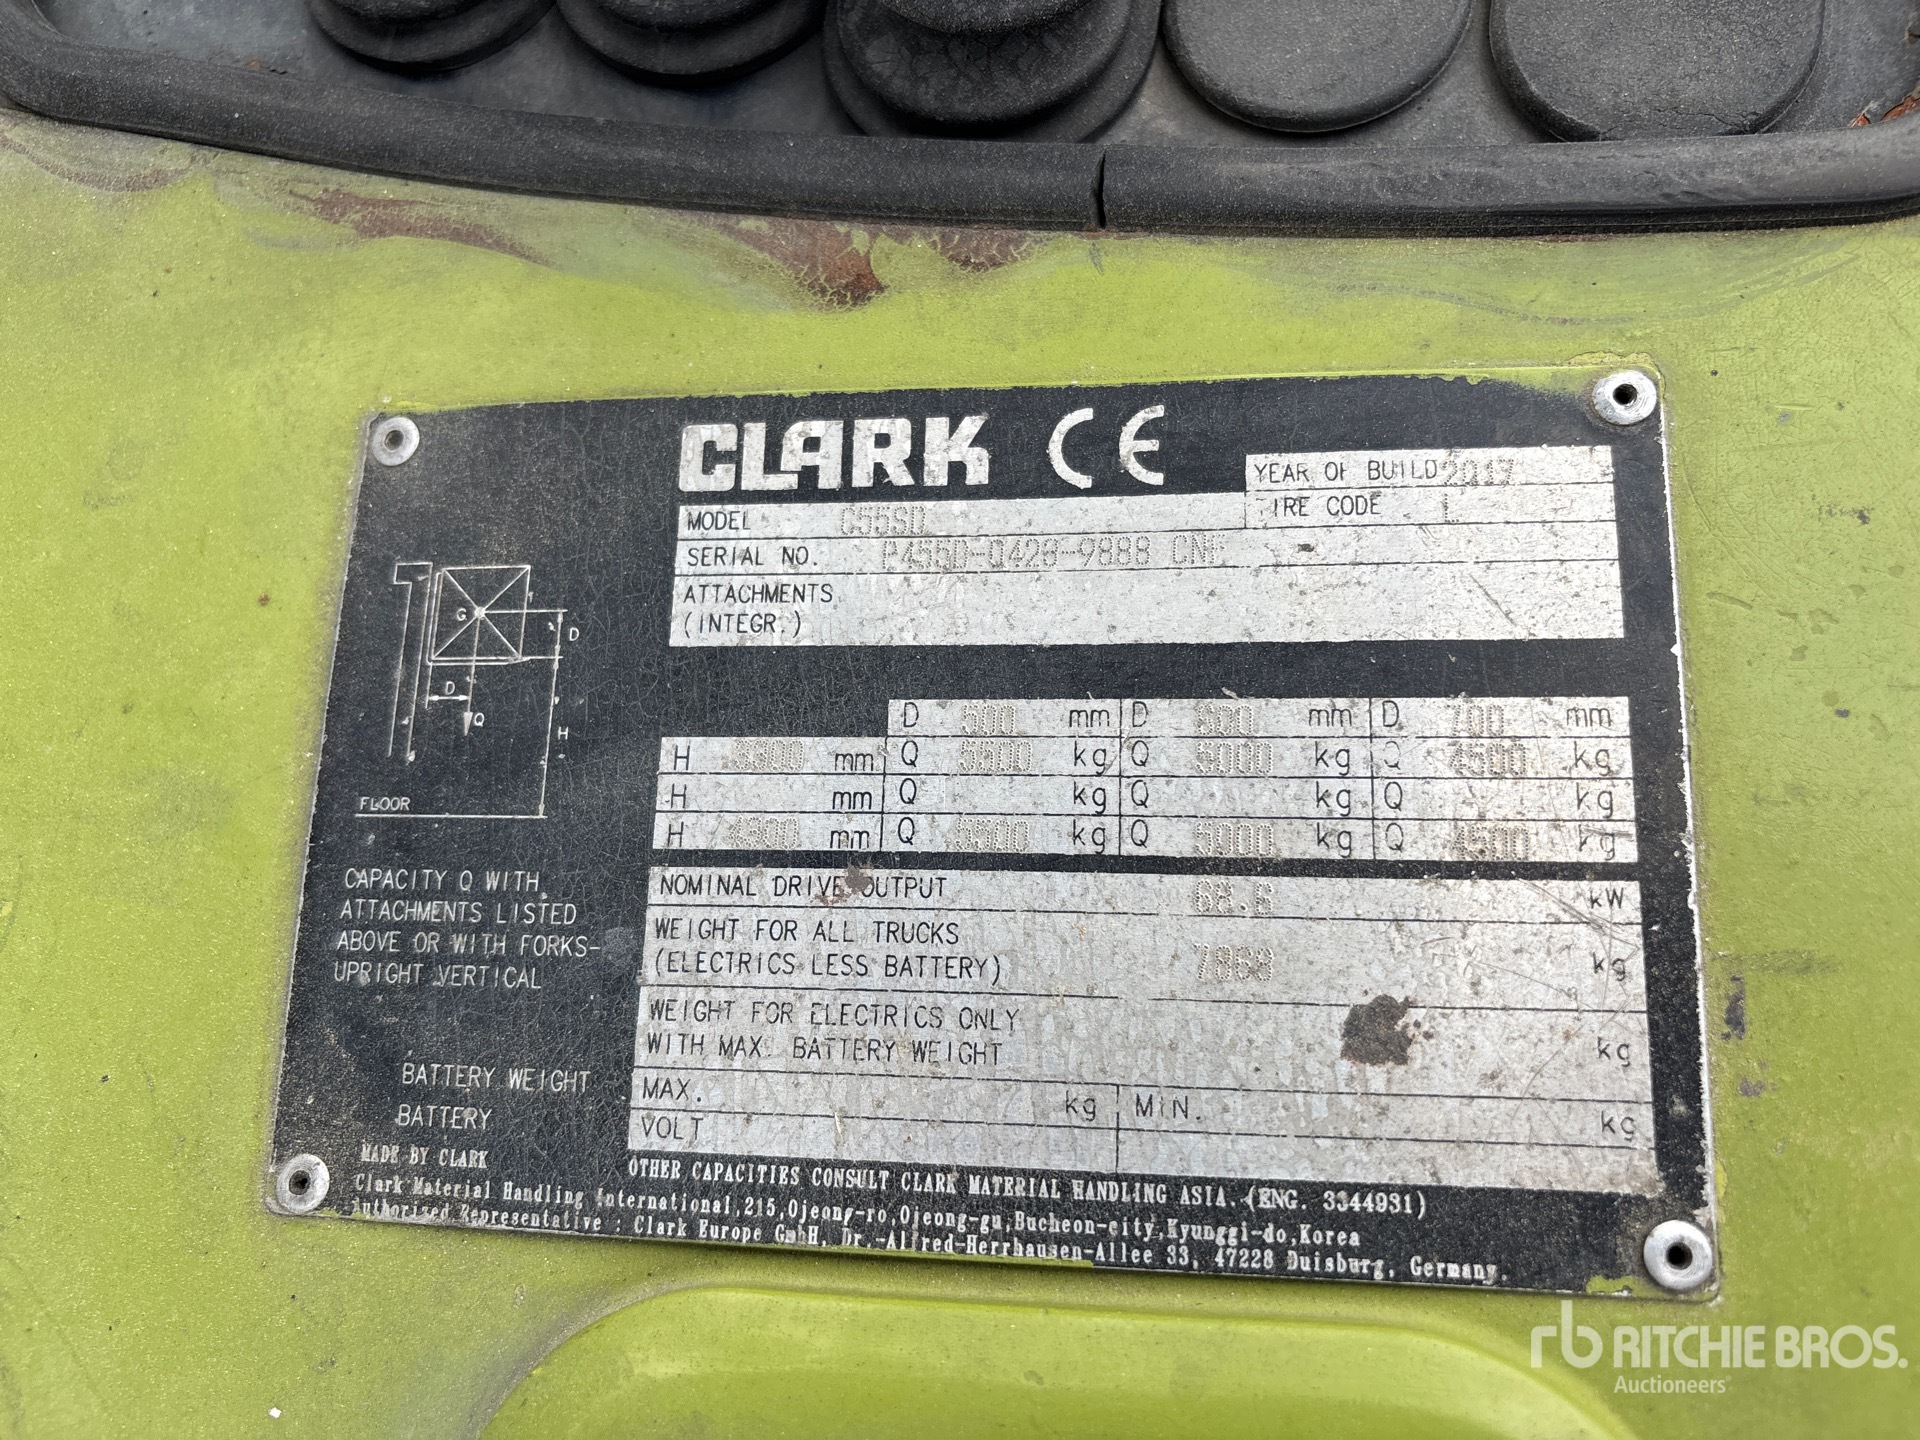 CLARK CE
YEAR OF BUILD 2017
MODEL C55SD
TIRE CODE L
SERIAL NO. P455D-0428-9888 CNF
ATTACHMENTS
(INTEGR.)
G
D
D
Q
H
FLOOR
D 500 mm D 600 mm D 700 mm
H 3300 mm Q 5500 kg Q 5000 kg Q 4500 kg
H mm Q kg Q kg Q kg
H mm Q 5500 kg Q 5000 kg Q 4500 kg
CAPACITY Q WITH
ATTACHMENTS LISTED
ABOVE OR WITH FORKS-
UPRIGHT VERTICAL
NOMINAL DRIVE OUTPUT 68.6 kW
WEIGHT FOR ALL TRUCKS
(ELECTRICS LESS BATTERY) 7868 kg
WEIGHT FOR ELECTRICS ONLY
WITH MAX. BATTERY WEIGHT kg
BATTERY WEIGHT MAX. kg MIN. kg
BATTERY VOLT
MADE BY CLARK
OTHER CAPACITIES CONSULT CLARK MATERIAL HANDLING ASIA. (ENG. 3344931)
Clark Material Handling International,215,Ojeong-ro,Ojeong-gu,Bucheon-city,Kyunggi-do,Korea
Authorized Representative : Clark Europe GmbH, Dr.-Alfred-Herrhausen-Allee 33, 47228 Duisburg, Germany.
rb RITCHIE BROS.
Auctioneers